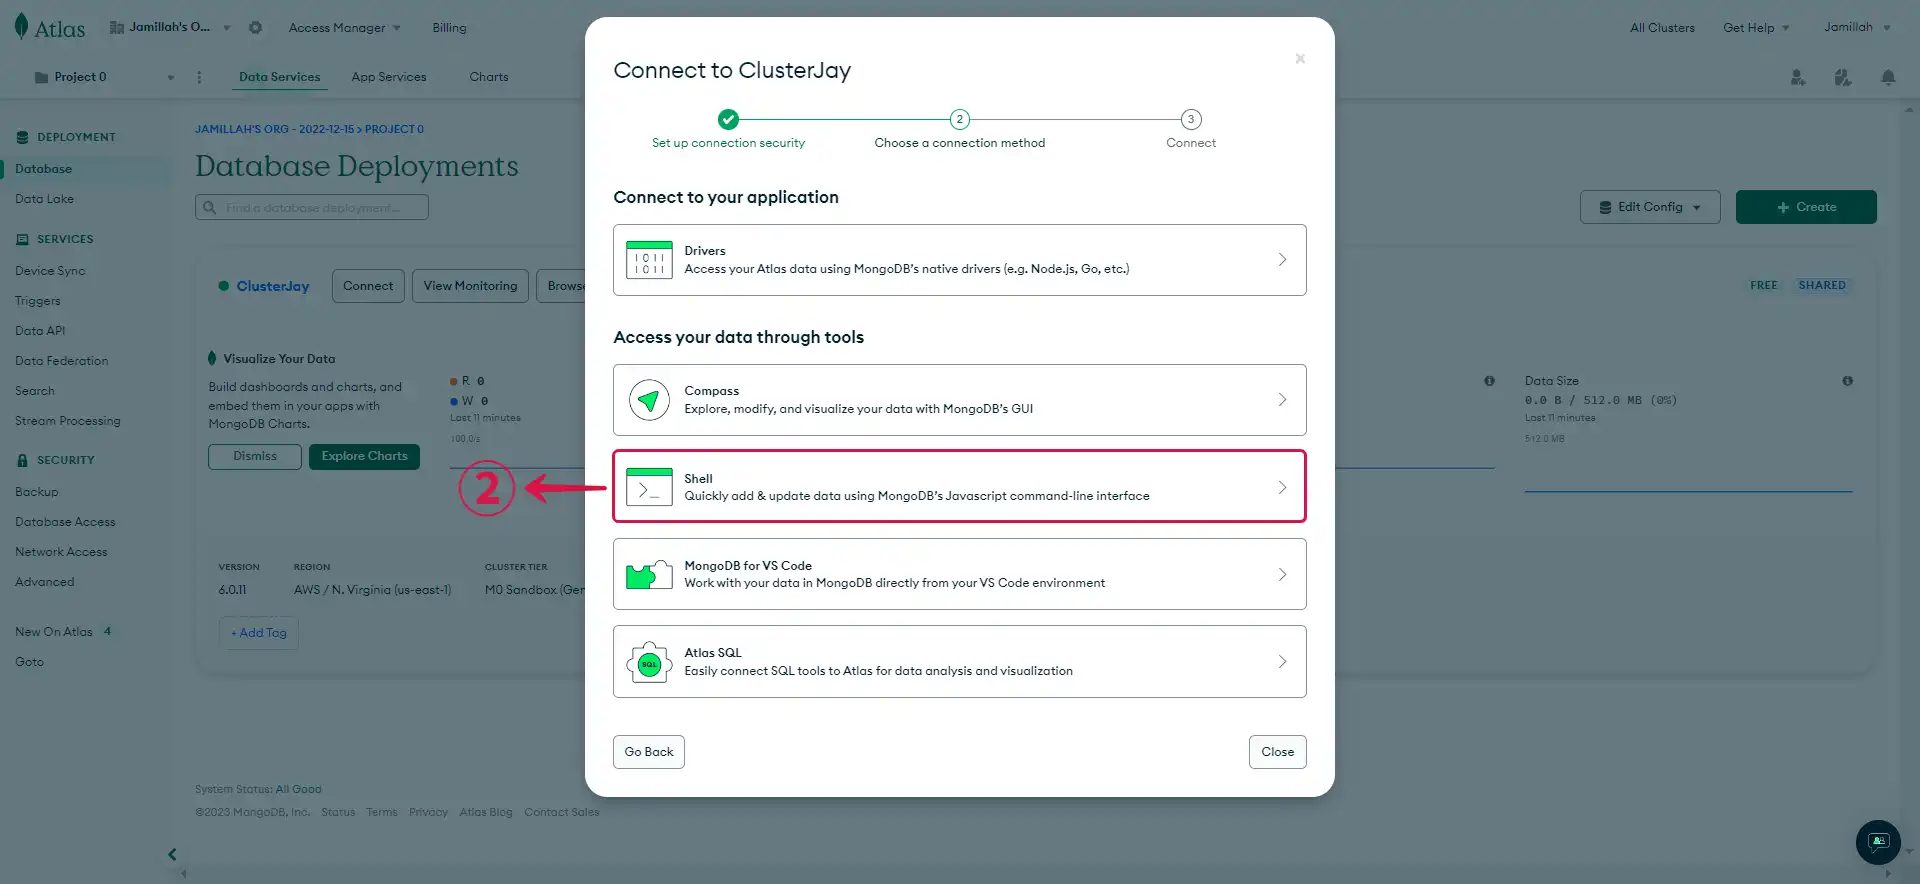 Atlas
Jamillah's O...
Access Manager
Billing
All Clusters
Get Help
Jamillah
Project 0
Data Services
App Services
Charts
DEPLOYMENT
Database
Data Lake
SERVICES
Device Sync
Triggers
Data API
Data Federation
Search
Stream Processing
SECURITY
Backup
Database Access
Network Access
Advanced
New On Atlas 4
Goto
JAMILLAH'S ORG - 2022-12-15 > PROJECT 0
Database Deployments
Find a database deployment...
Edit Config
+ Create
ClusterJay
Connect
View Monitoring
Browse
FREE
SHARED
Visualize Your Data
Build dashboards and charts, and
embed them in your apps with
MongoDB Charts.
Dismiss
Explore Charts
R 0
W 0
Last 11 minutes
100.0/s
Data Size
0.0 B / 512.0 MB (0%)
Last 11 minutes
512.0 MB
VERSION
6.0.11
REGION
AWS / N. Virginia (us-east-1)
CLUSTER TIER
M0 Sandbox (Gen
+ Add Tag
System Status: All Good
©2023 MongoDB, Inc. Status Terms Privacy Atlas Blog Contact Sales
Connect to ClusterJay
2
3
Set up connection security
Choose a connection method
Connect
Connect to your application
1011
1011
Drivers
Access your Atlas data using MongoDB's native drivers (e.g. Node.js, Go, etc.)
Access your data through tools
Compass
Explore, modify, and visualize your data with MongoDB's GUI
2
>_
Shell
Quickly add & update data using MongoDB's Javascript command-line interface
MongoDB for VS Code
Work with your data in MongoDB directly from your VS Code environment
SQL
Atlas SQL
Easily connect SQL tools to Atlas for data analysis and visualization
Go Back
Close